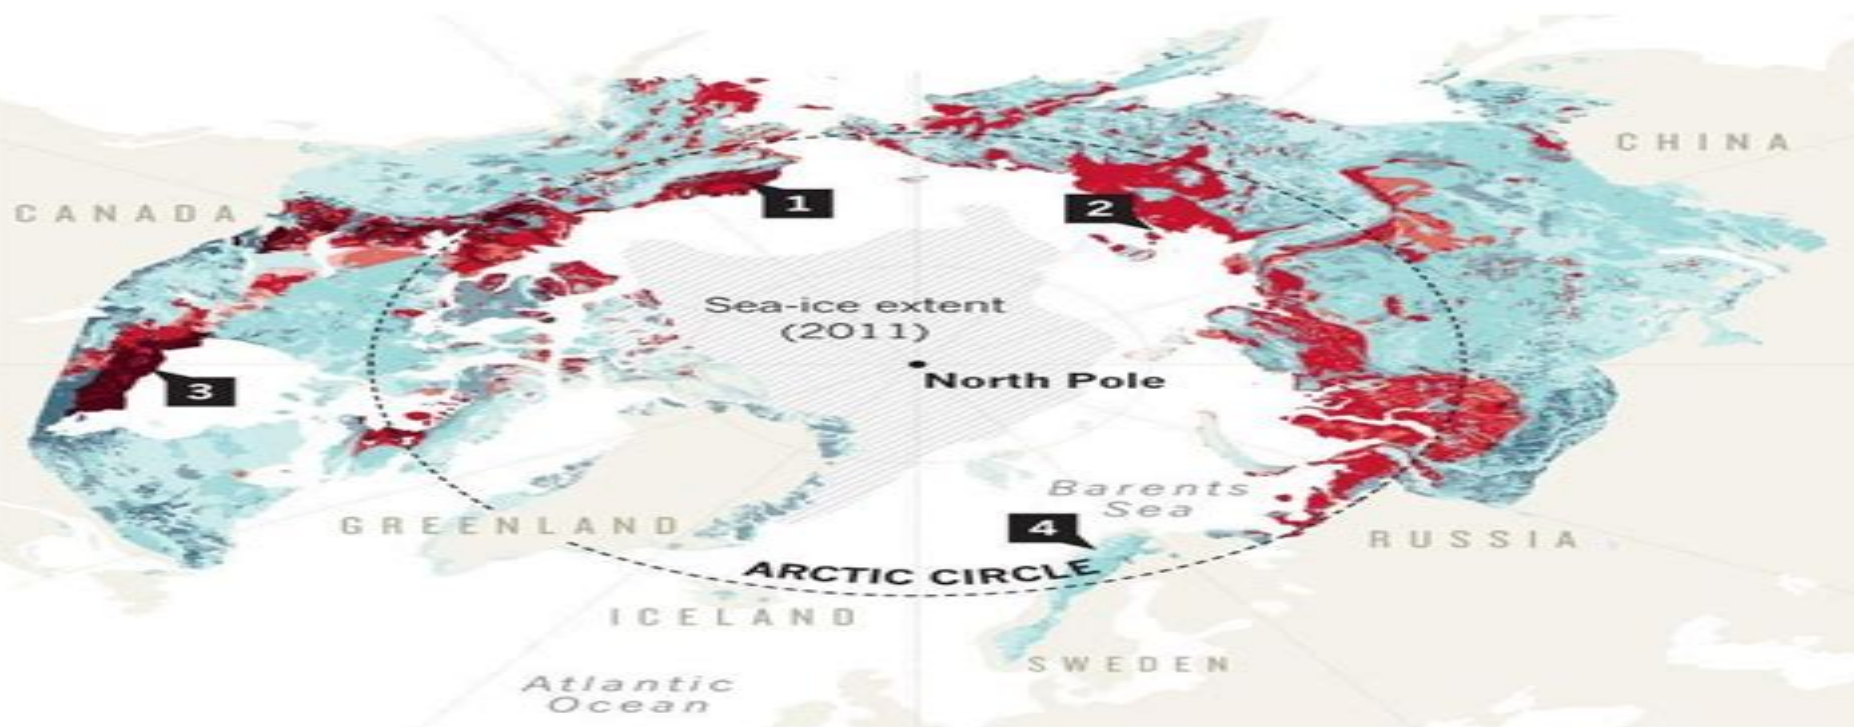 CHINA
1
2
CANADA
Sea-ice extent
(2011)
North Pole
3
Barents
Sea
4
GREENLAND
RUSSIA
ARCTIC CIRCLE
ICELAND
SWEDEN
Atlantic
Ocean